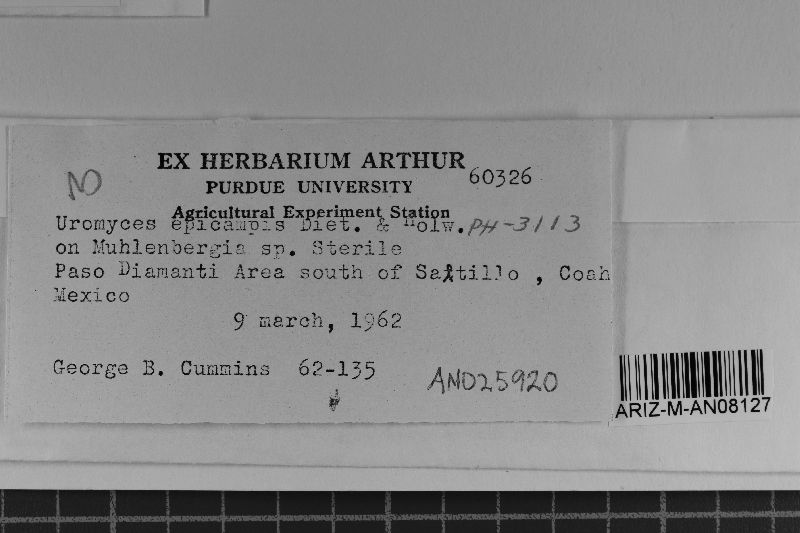 EX HERBARIUM ARTHUR
NO
60326
PURDUE UNIVERSITY
Agricultural Experiment Station
Uromyces epicampis Diet. & Holw. PH-3113
on Muhlenbergia sp. Sterile
Paso Diamanti Area south of Saltillo , Coah
Mexico
9 march, 1962
George B. Cummins 62-135
AN025920
ARIZ-M-AN08127